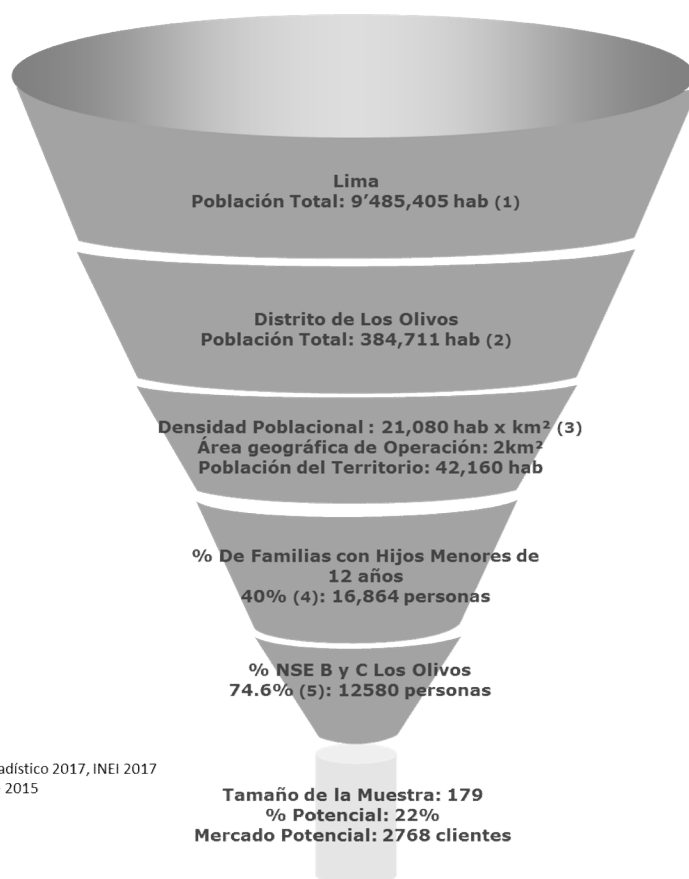 Lima
Población Total: 9’485,405 hab (1)
Distrito de Los Olivos
Población Total: 384,711 hab (2)
Densidad Poblacional : 21,080 hab x km² (3)
Área geográfica de Operación: 2km²
Población del Territorio: 42,160 hab
% De Familias con Hijos Menores de
12 años
40% (4): 16,864 personas
% NSE B y C Los Olivos
74.6% (5): 12580 personas
adístico 2017, INEI 2017
2015
Tamaño de la Muestra: 179
% Potencial: 22%
Mercado Potencial: 2768 clientes